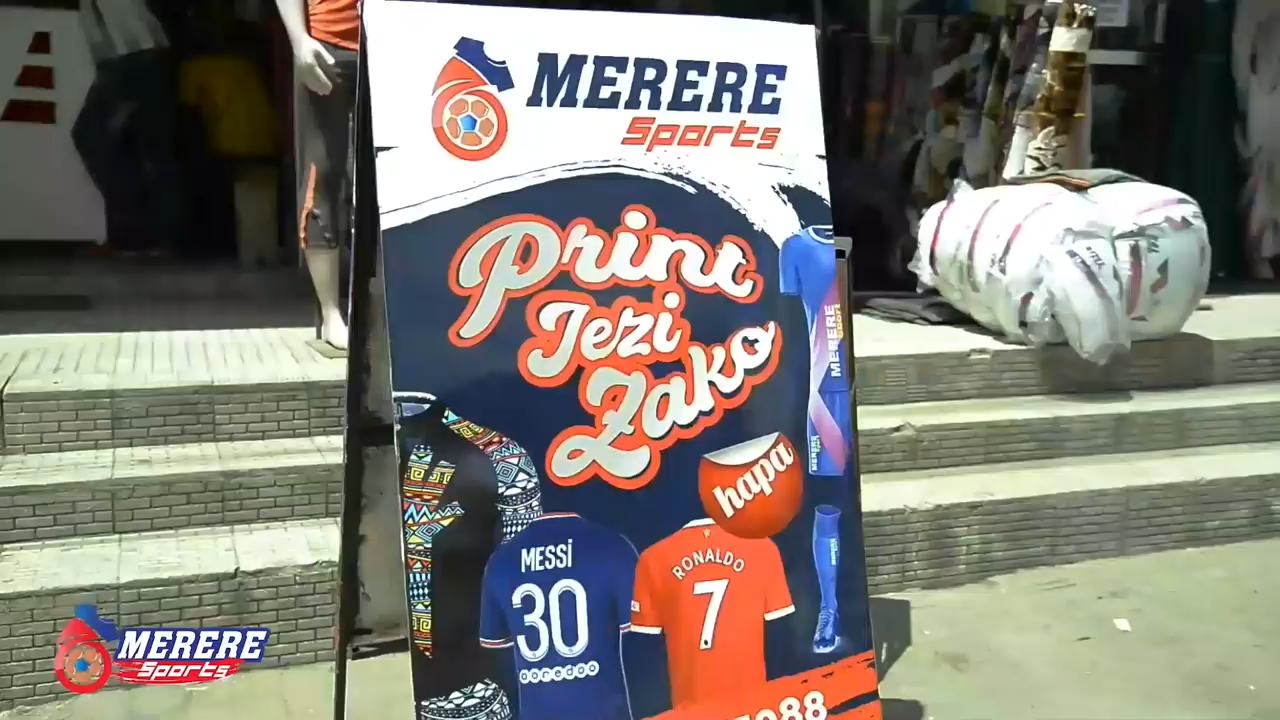 MERERE
Sports
Print
Jezi
Zako
hapa
MERERE
MESSI
30
ooredoo
RONALDO
7
MERERE
Sports